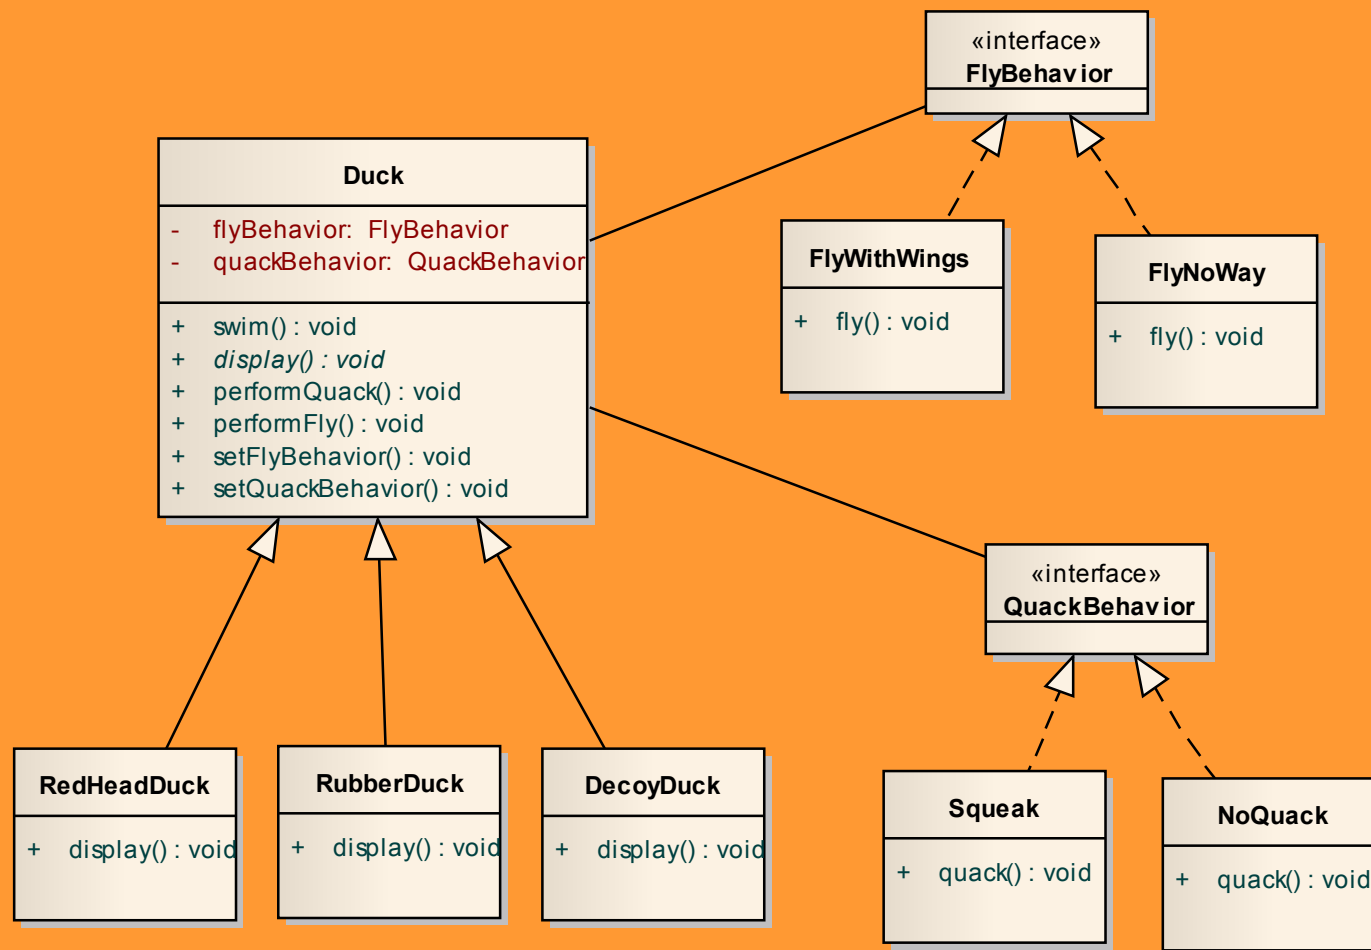 «interface»
FlyBehavior
Duck
- flyBehavior: FlyBehavior
- quackBehavior: QuackBehavior
+ swim() : void
+ display() : void
+ performQuack() : void
+ performFly() : void
+ setFlyBehavior() : void
+ setQuackBehavior() : void
FlyWithWings
+ fly() : void
FlyNoWay
+ fly() : void
«interface»
QuackBehavior
RedHeadDuck
+ display() : void
RubberDuck
+ display() : void
DecoyDuck
+ display() : void
Squeak
+ quack() : void
NoQuack
+ quack() : void